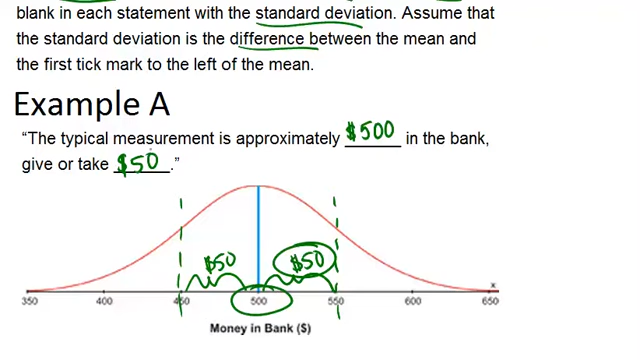 blank in each statement with the standard deviation. Assume that
the standard deviation is the difference between the mean and
the first tick mark to the left of the mean.
Example A
"The typical measurement is approximately $500 in the bank,
give or take $50."
$50 $50
350 400 450 500 550 600 650 x
Money in Bank ($)